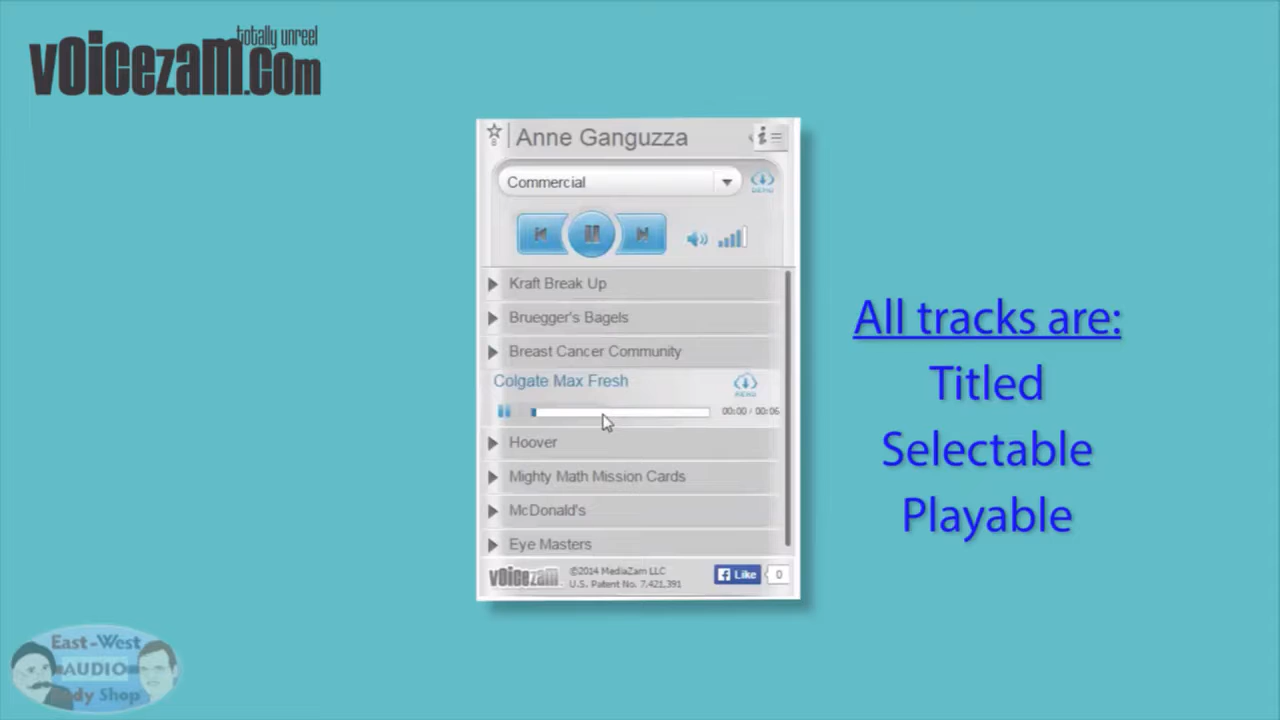 totally unreel
vOicezam.com
Anne Ganguzza
Commercial
DEMO
Kraft Break Up
Bruegger's Bagels
Breast Cancer Community
Colgate Max Fresh
00:00 / 00:06
Hoover
Mighty Math Mission Cards
McDonald's
Eye Masters
vOicezam
©2014 MediaZam LLC
U.S. Patent No. 7,421,391
Like
0
All tracks are:
Titled
Selectable
Playable
East-West
AUDIO
Shop